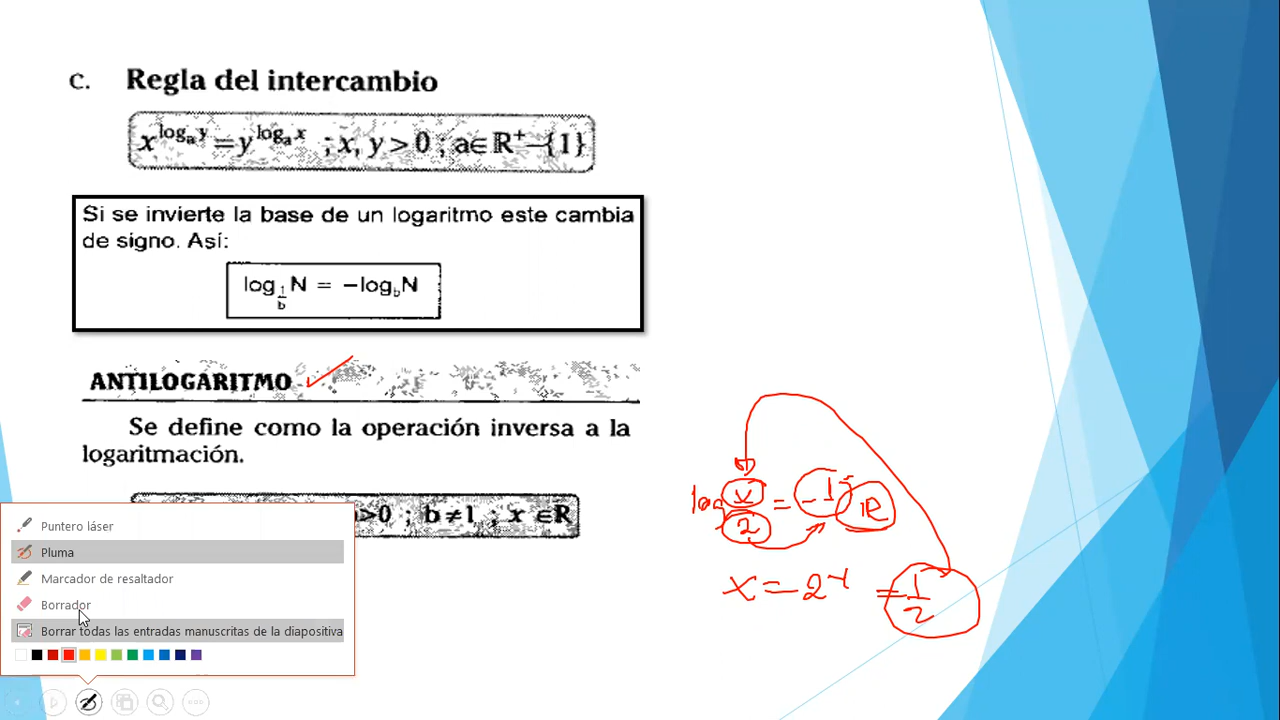 c. Regla del intercambio
x^{log_a y} = y^{log_a x} ; x, y > 0 ; a ∈ ℝ⁺ – {1}
Si se invierte la base de un logaritmo este cambia
de signo. Así:
log_{1/b} N = –log_b N
ANTILOGARITMO
Se define como la operación inversa a la
logaritmación.
>0 ; b ≠ 1 ; x ∈ ℝ
Puntero láser
Pluma
Marcador de resaltador
Borrador
Borrar todas las entradas manuscritas de la diapositiva
log x 2 = -1 ℝ
x = 2^{-1} = 1/2